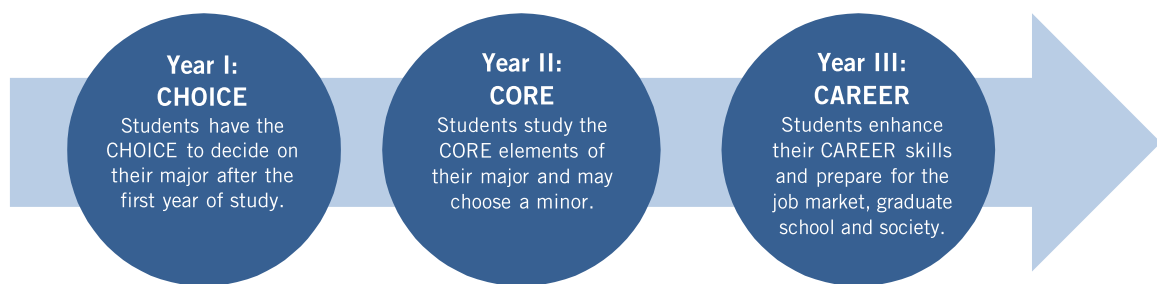 Year I:
CHOICE
Students have the
CHOICE to decide on
their major after the
first year of study.
Year II:
CORE
Students study the
CORE elements of
their major and may
choose a minor.
Year III:
CAREER
Students enhance
their CAREER skills
and prepare for the
job market, graduate
school and society.